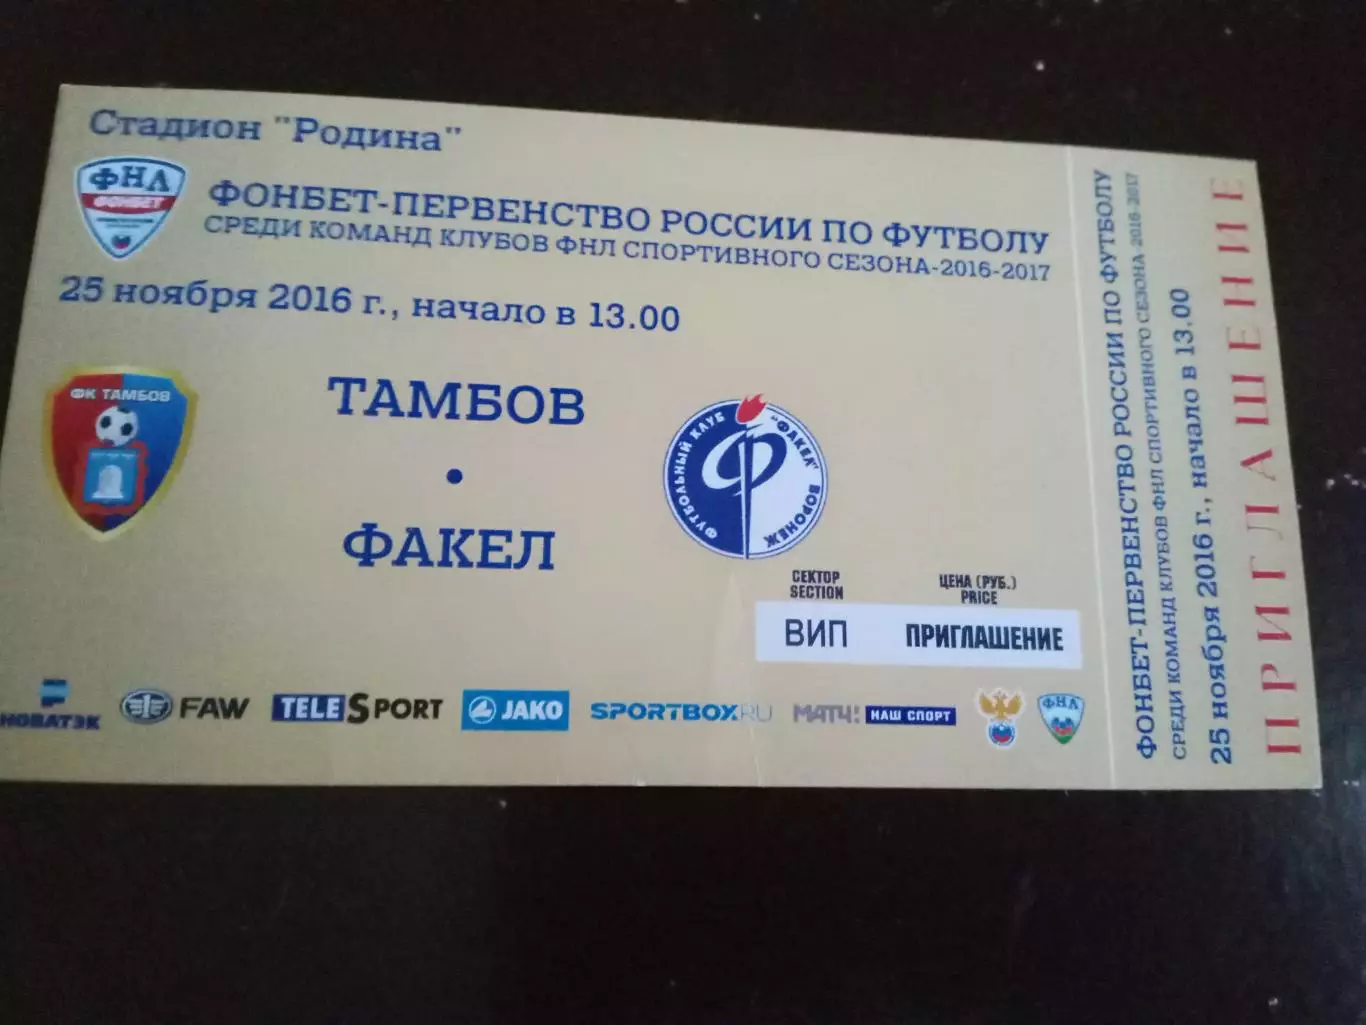 Стадион "Родина"
ФНЛ
ФОНБЕТ
ФОНБЕТ-ПЕРВЕНСТВО РОССИИ ПО ФУТБОЛУ
СРЕДИ КОМАНД КЛУБОВ ФНЛ СПОРТИВНОГО СЕЗОНА-2016-2017
25 ноября 2016 г., начало в 13.00
ФК ТАМБОВ
ТАМБОВ
•
ФАКЕЛ
ФУТБОЛЬНЫЙ КЛУБ "ФАКЕЛ" ВОРОНЕЖ
СЕКТОР
SECTION
ВИП
ЦЕНА (РУБ.)
PRICE
ПРИГЛАШЕНИЕ
НОВАТЭК
FAW
TELESPORT
JAKO
SPORTBOX.RU
МАТЧ! НАШ СПОРТ
ФНЛ
ФОНБЕТ-ПЕРВЕНСТВО РОССИИ ПО ФУТБОЛУ
СРЕДИ КОМАНД КЛУБОВ ФНЛ СПОРТИВНОГО СЕЗОНА-2016-2017
25 ноября 2016 г., начало в 13.00
ПРИГЛАШЕНИЕ